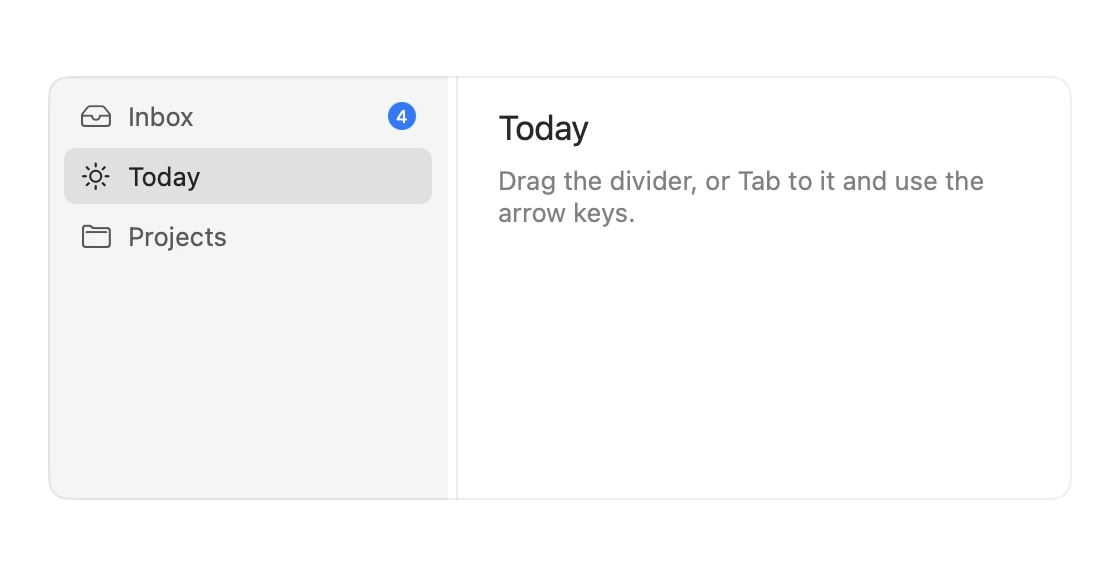 Inbox
4
Today
Projects
Today
Drag the divider, or Tab to it and use the
arrow keys.